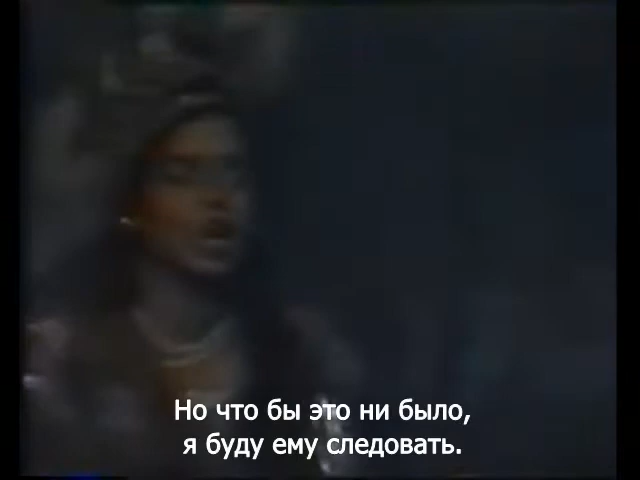 Но что бы это ни было,
я буду ему следовать.